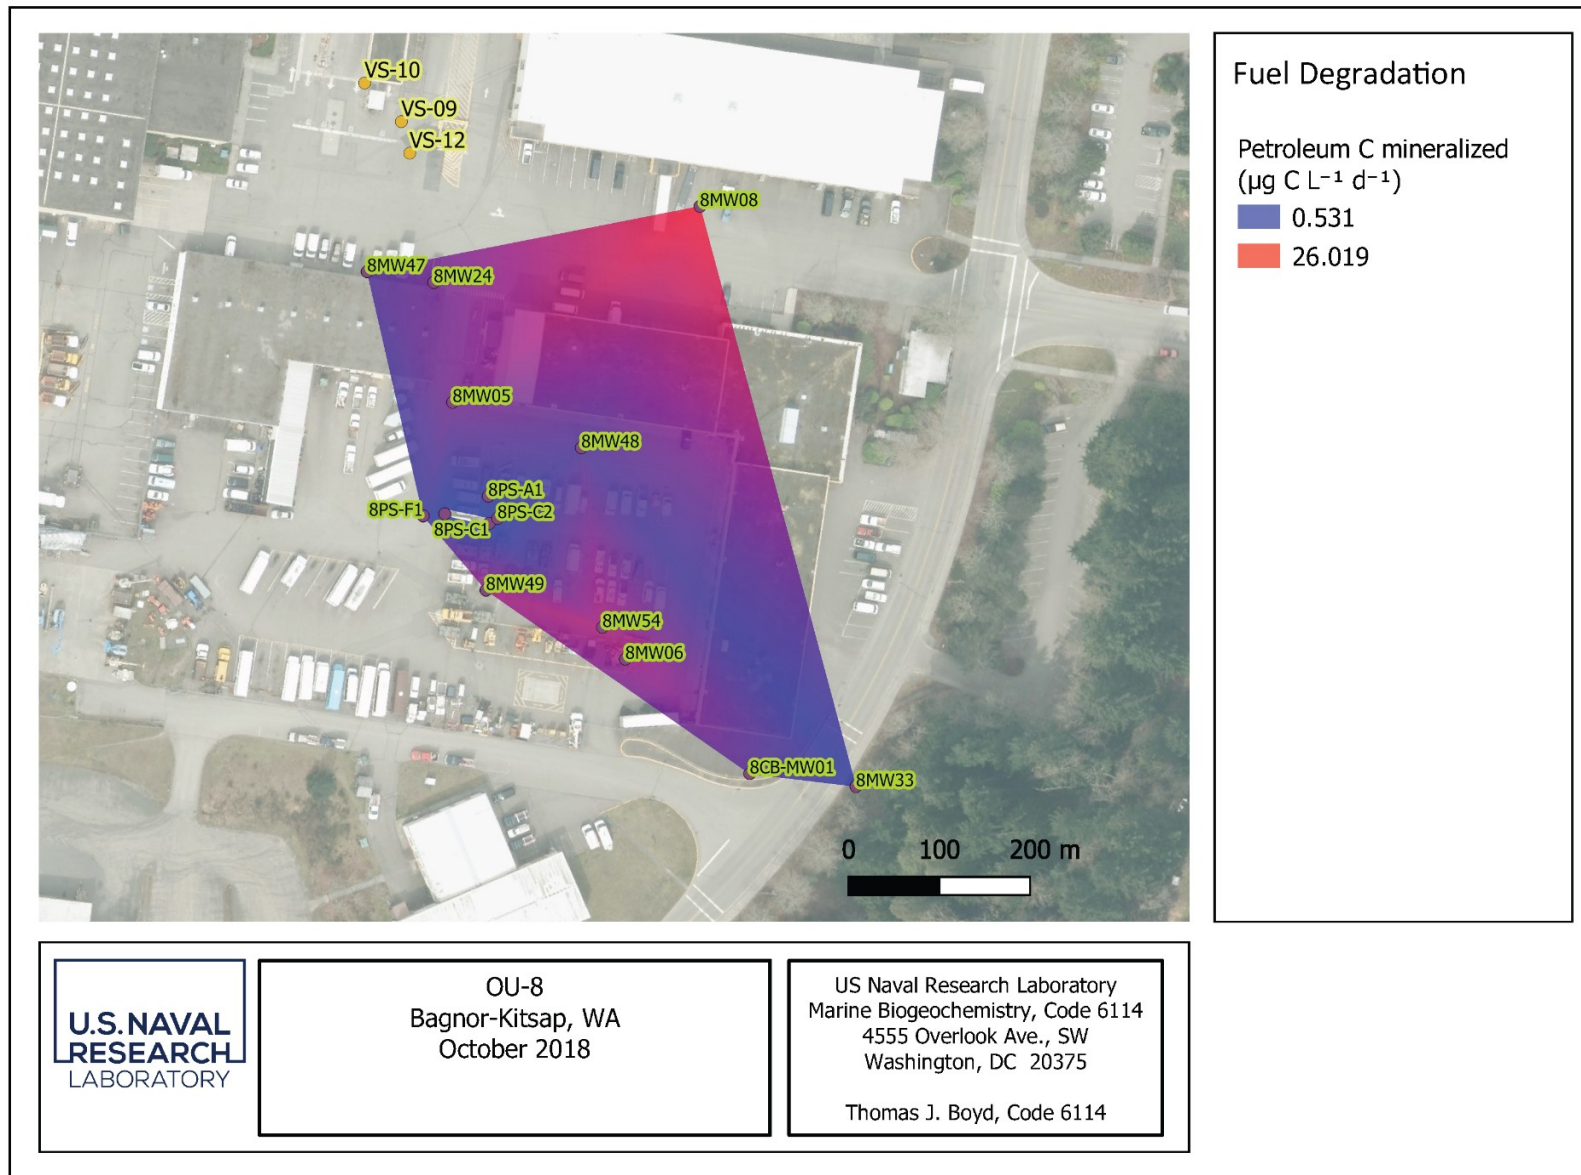 VS-10
VS-09
VS-12
8MW08
8MW47
8MW24
8MW05
8MW48
8PS-A1
8PS-F1
8PS-C2
8PS-C1
8MW49
8MW54
8MW06
8CB-MW01
8MW33
0 100 200 m
Fuel Degradation
Petroleum C mineralized
(µg C L⁻¹ d⁻¹)
0.531
26.019
U.S. NAVAL
RESEARCH
LABORATORY
OU-8
Bagnor-Kitsap, WA
October 2018
US Naval Research Laboratory
Marine Biogeochemistry, Code 6114
4555 Overlook Ave., SW
Washington, DC 20375
Thomas J. Boyd, Code 6114